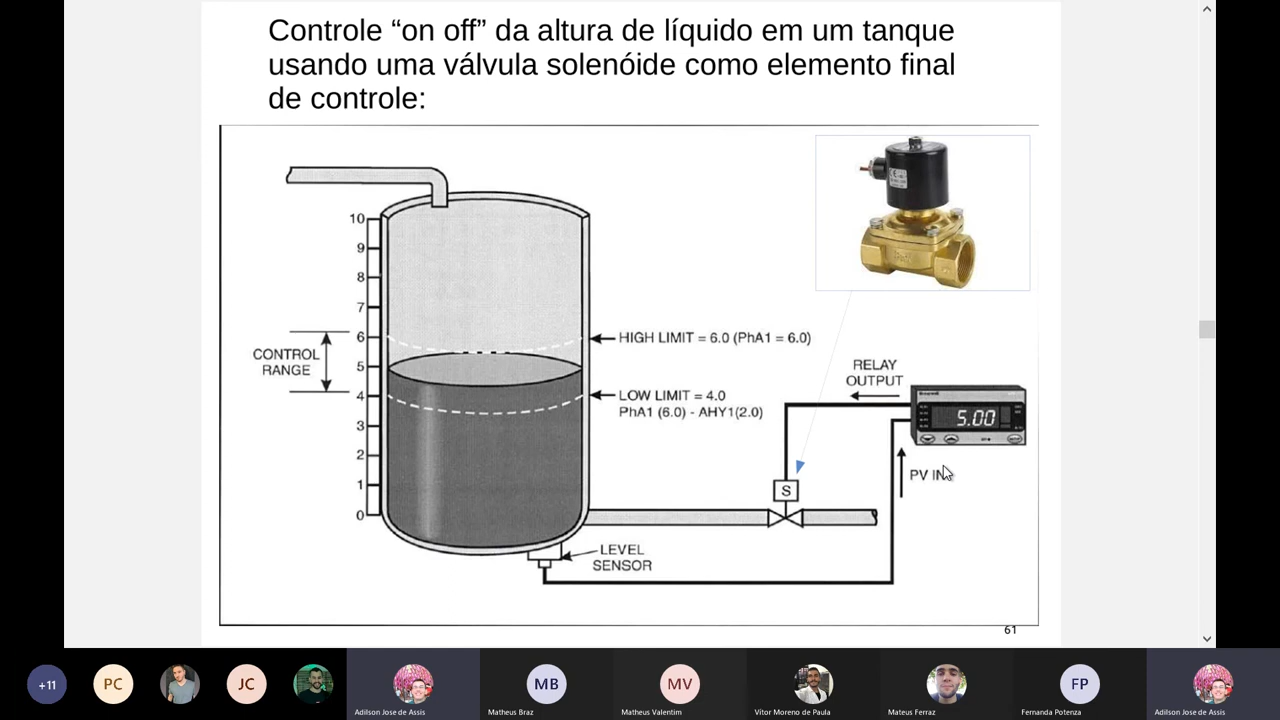 Controle “on off” da altura de líquido em um tanque
usando uma válvula solenóide como elemento final
de controle:
10
9
8
7
6
5
4
3
2
1
0
CONTROL
RANGE
HIGH LIMIT = 6.0 (PhA1 = 6.0)
LOW LIMIT = 4.0
PhA1 (6.0) - AHY1(2.0)
RELAY
OUTPUT
5.00
PV IN
S
LEVEL
SENSOR
61
+11
PC
JC
Adilson Jose de Assis
MB
Matheus Braz
MV
Matheus Valentim
Vítor Moreno de Paula
Mateus Ferraz
FP
Fernanda Potenza
Adilson Jose de Assis